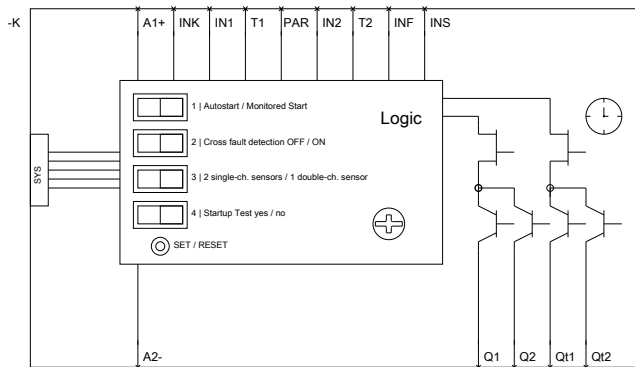 -K A1+ INK IN1 T1 PAR IN2 T2 INF INS
1 | Autostart / Monitored Start
Logic
2 | Cross fault detection OFF / ON
SYS
3 | 2 single-ch. sensors / 1 double-ch. sensor
4 | Startup Test yes / no
SET / RESET
A2- Q1 Q2 Qt1 Qt2